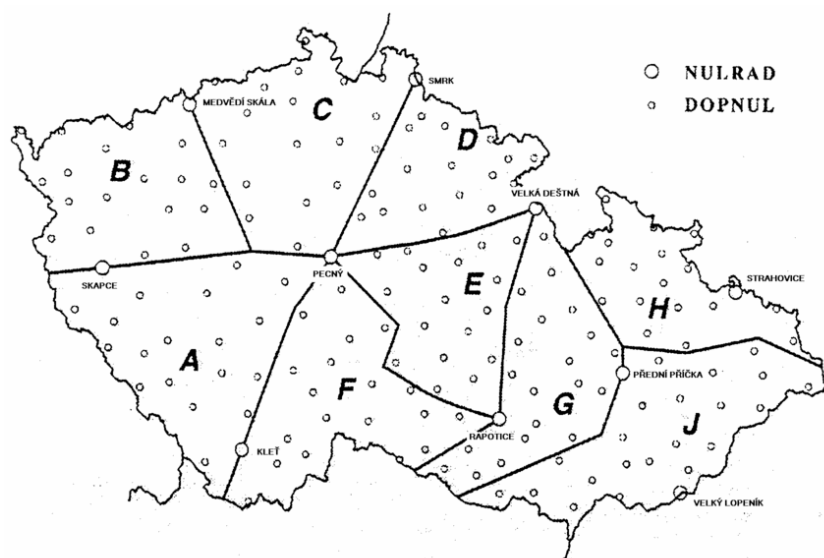 NULRAD
DOPNUL
SMRK
MEDVĚDÍ SKÁLA
C
D
B
VELKÁ DEŠTNÁ
PECNÝ
SKAPCE
E
STRAHOVICE
H
A
PŘEDNÍ PŘÍČKA
F
G
RAPOTICE
J
KLEŤ
VELKÝ LOPENÍK